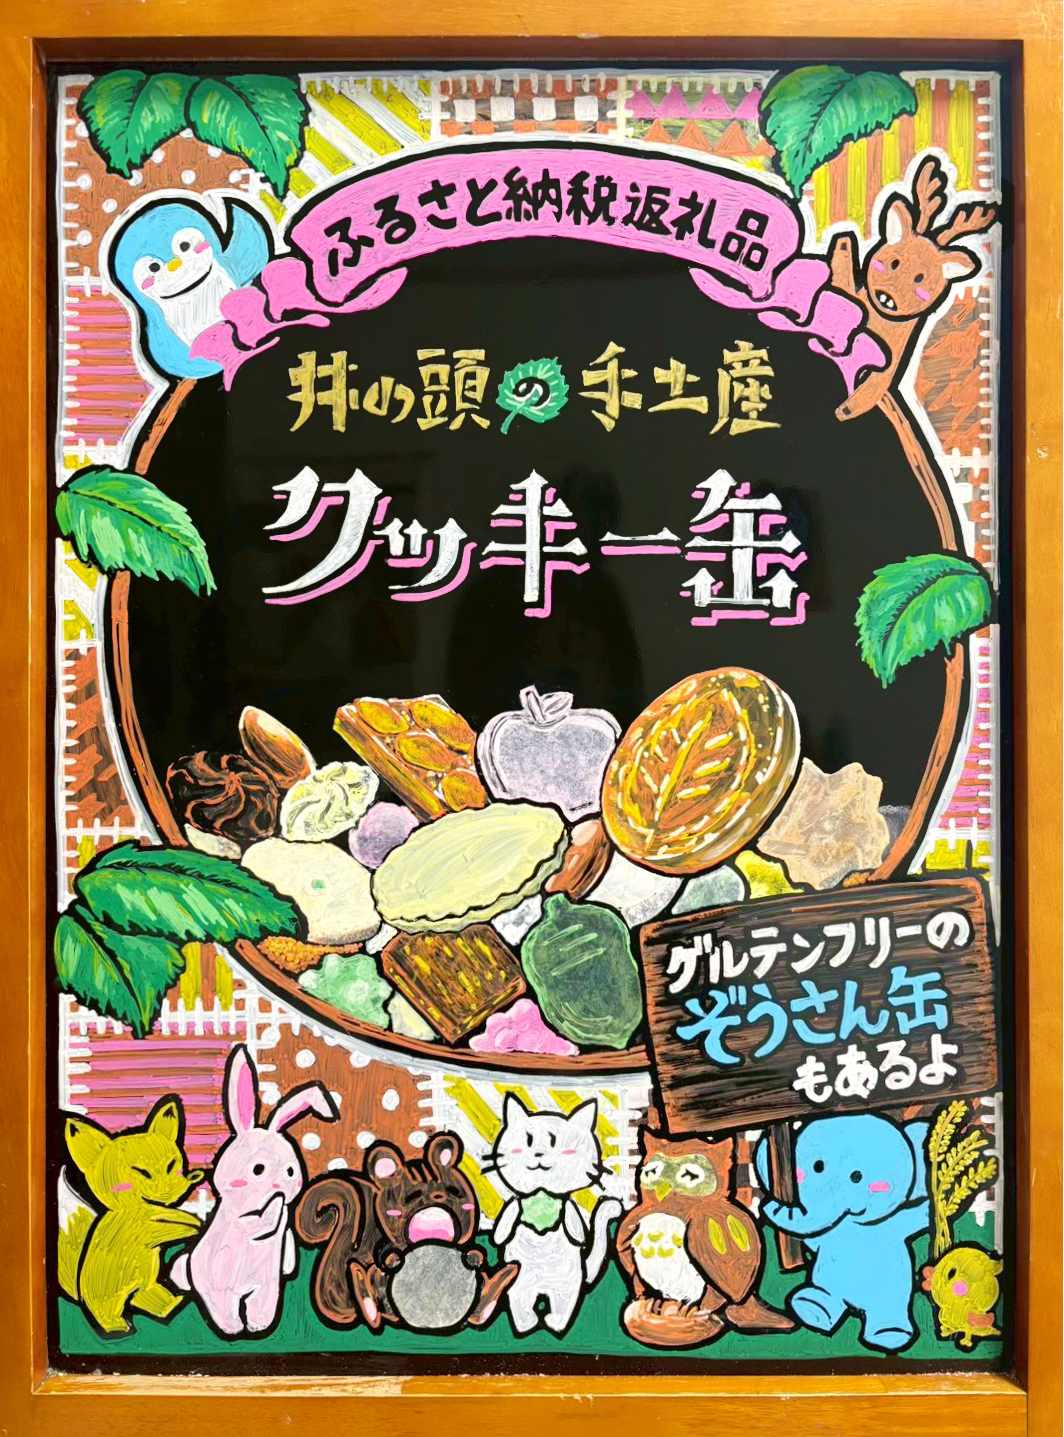 ふるさと納税返礼品
井の頭の手土産
クッキー缶
グルテンフリーの
ぞうさん缶
もあるよ